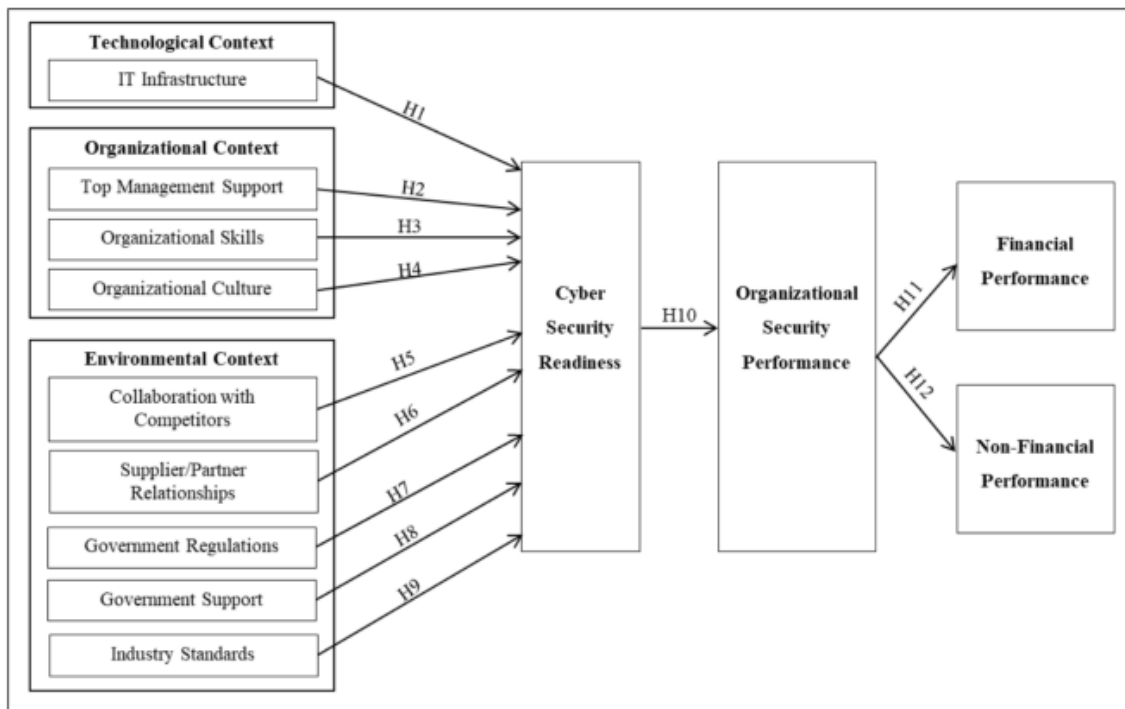 Technological Context
IT Infrastructure
Organizational Context
Top Management Support
Organizational Skills
Organizational Culture
Environmental Context
Collaboration with
Competitors
Supplier/Partner
Relationships
Government Regulations
Government Support
Industry Standards
H1
H2
H3
H4
H5
H6
H7
H8
H9
Cyber
Security
Readiness
H10
Organizational
Security
Performance
H11
H12
Financial
Performance
Non-Financial
Performance